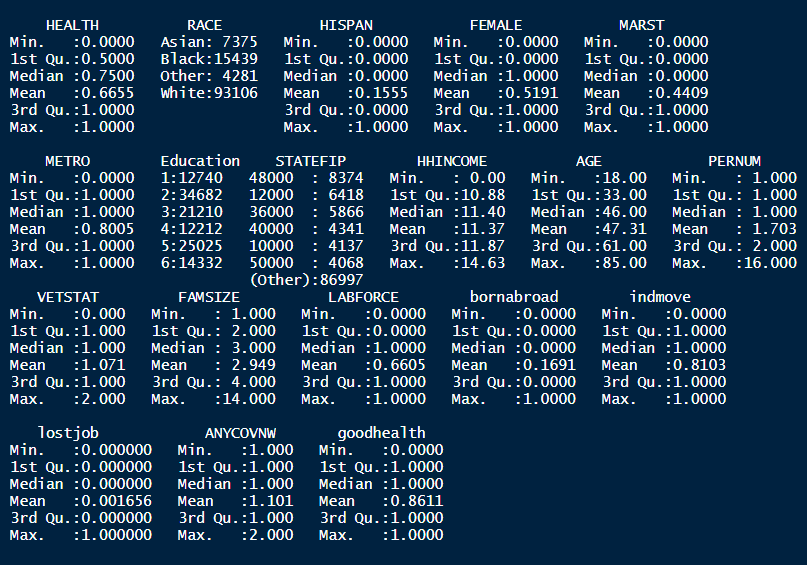 HEALTH           RACE           HISPAN           FEMALE           MARST
Min.   :0.0000   Asian: 7375   Min.   :0.0000   Min.   :0.0000   Min.   :0.0000
1st Qu.:0.5000   Black:15439   1st Qu.:0.0000   1st Qu.:0.0000   1st Qu.:0.0000
Median :0.7500   Other: 4281   Median :0.0000   Median :1.0000   Median :0.0000
Mean   :0.6655   White:93106   Mean   :0.1555   Mean   :0.5191   Mean   :0.4409
3rd Qu.:1.0000                 3rd Qu.:0.0000   3rd Qu.:1.0000   3rd Qu.:1.0000
Max.   :1.0000                 Max.   :1.0000   Max.   :1.0000   Max.   :1.0000
     METRO        Education    STATEFIP        HHINCOME          AGE            PERNUM
Min.   :0.0000   1:12740   48000  : 8374   Min.   : 0.00   Min.   :18.00   Min.   : 1.000
1st Qu.:1.0000   2:34682   12000  : 6418   1st Qu.:10.88   1st Qu.:33.00   1st Qu.: 1.000
Median :1.0000   3:21210   36000  : 5866   Median :11.40   Median :46.00   Median : 1.000
Mean   :0.8005   4:12212   40000  : 4341   Mean   :11.37   Mean   :47.31   Mean   : 1.703
3rd Qu.:1.0000   5:25025   10000  : 4137   3rd Qu.:11.87   3rd Qu.:61.00   3rd Qu.: 2.000
Max.   :1.0000   6:14332   50000  : 4068   Max.   :14.63   Max.   :85.00   Max.   :16.000
                           (Other):86997
    VETSTAT         FAMSIZE          LABFORCE        bornabroad        indmove
Min.   :0.000   Min.   : 1.000   Min.   :0.0000   Min.   :0.0000   Min.   :0.0000
1st Qu.:1.000   1st Qu.: 2.000   1st Qu.:0.0000   1st Qu.:0.0000   1st Qu.:1.0000
Median :1.000   Median : 3.000   Median :1.0000   Median :0.0000   Median :1.0000
Mean   :1.071   Mean   : 2.949   Mean   :0.6605   Mean   :0.1691   Mean   :0.8103
3rd Qu.:1.000   3rd Qu.: 4.000   3rd Qu.:1.0000   3rd Qu.:0.0000   3rd Qu.:1.0000
Max.   :2.000   Max.   :14.000   Max.   :1.0000   Max.   :1.0000   Max.   :1.0000
    lostjob            ANYCOVNW       goodhealth
Min.   :0.000000   Min.   :1.000   Min.   :0.0000
1st Qu.:0.000000   1st Qu.:1.000   1st Qu.:1.0000
Median :0.000000   Median :1.000   Median :1.0000
Mean   :0.001656   Mean   :1.101   Mean   :0.8611
3rd Qu.:0.000000   3rd Qu.:1.000   3rd Qu.:1.0000
Max.   :1.000000   Max.   :2.000   Max.   :1.0000